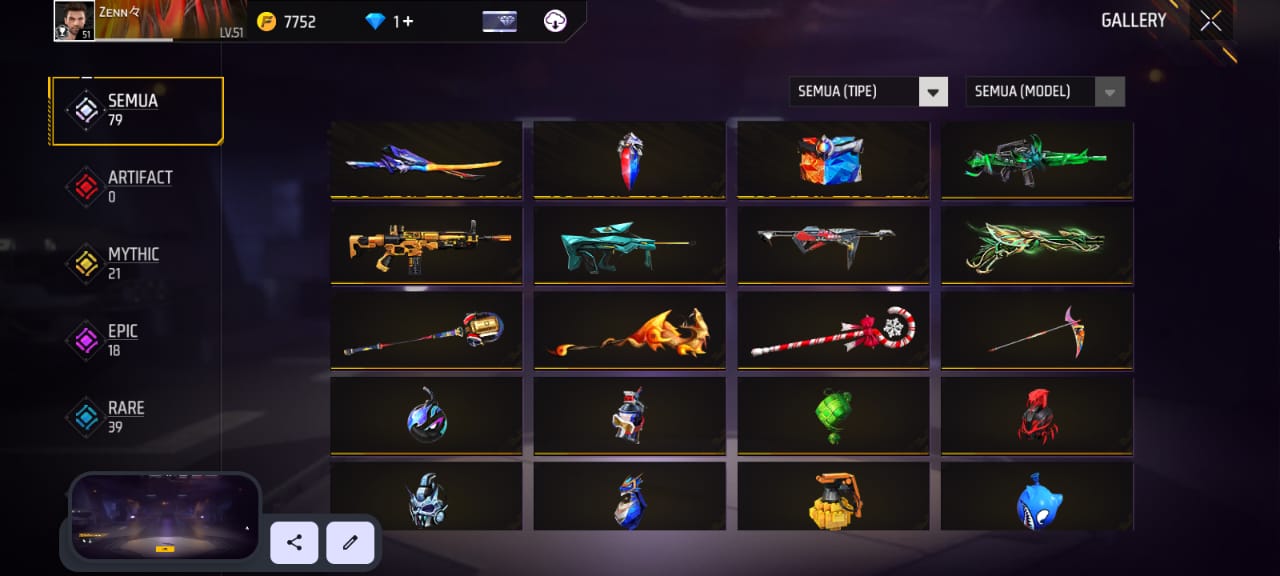 Zenn々
51
LV.51
7752
1+
GALLERY
SEMUA
79
SEMUA (TIPE)
SEMUA (MODEL)
ARTIFACT
0
MYTHIC
21
EPIC
18
RARE
39